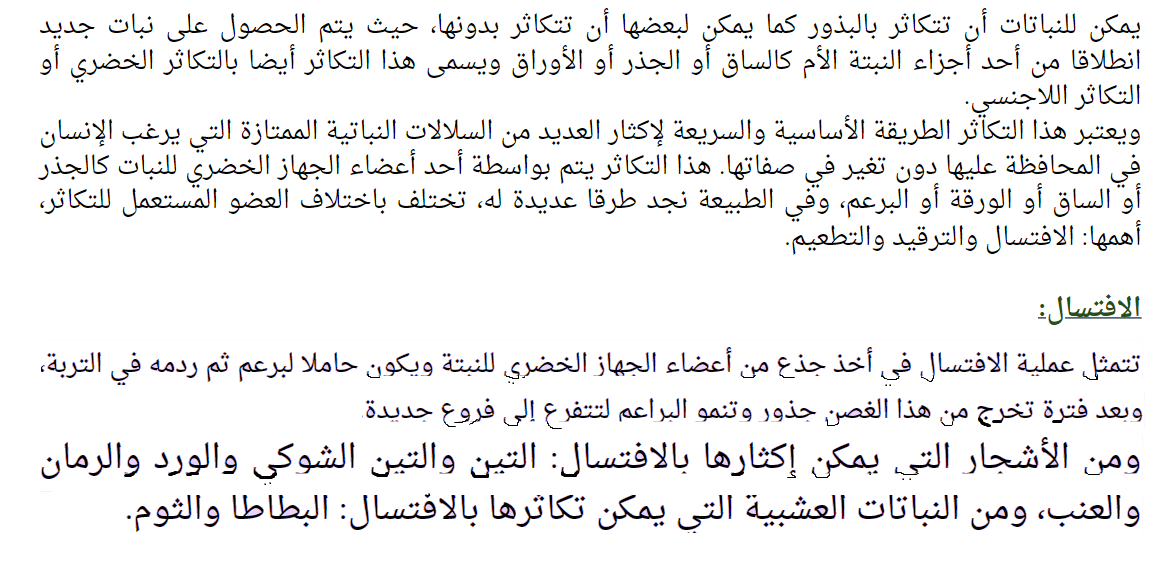 يمكن للنباتات أن تتكاثر بالبذور كما يمكن لبعضها أن تتكاثر بدونها، حيث يتم الحصول على نبات جديد
انطلاقا من أحد أجزاء النبتة الأم كالساق أو الجذر أو الأوراق ويسمى هذا التكاثر أيضا بالتكاثر الخضري أو
التكاثر اللاجنسي.
ويعتبر هذا التكاثر الطريقة الأساسية والسريعة لإكثار العديد من السلالات النباتية الممتازة التي يرغب الإنسان
في المحافظة عليها دون تغير في صفاتها. هذا التكاثر يتم بواسطة أحد أعضاء الجهاز الخضري للنبات كالجذر
أو الساق أو الورقة أو البرعم، وفي الطبيعة نجد طرقا عديدة له، تختلف باختلاف العضو المستعمل للتكاثر،
أهمها: الافتسال والترقيد والتطعيم.
الافتسال:
تتمثل عملية الافتسال في أخذ جذع من أعضاء الجهاز الخضري للنبتة ويكون حاملا لبرعم ثم ردمه في التربة،
وبعد فترة تخرج من هذا الغصن جذور وتنمو البراعم لتتفرع إلى فروع جديدة.
ومن الأشجار التي يمكن إكثارها بالافتسال: التين والتين الشوكي والورد والرمان
والعنب، ومن النباتات العشبية التي يمكن تكاثرها بالافتسال: البطاطا والثوم.